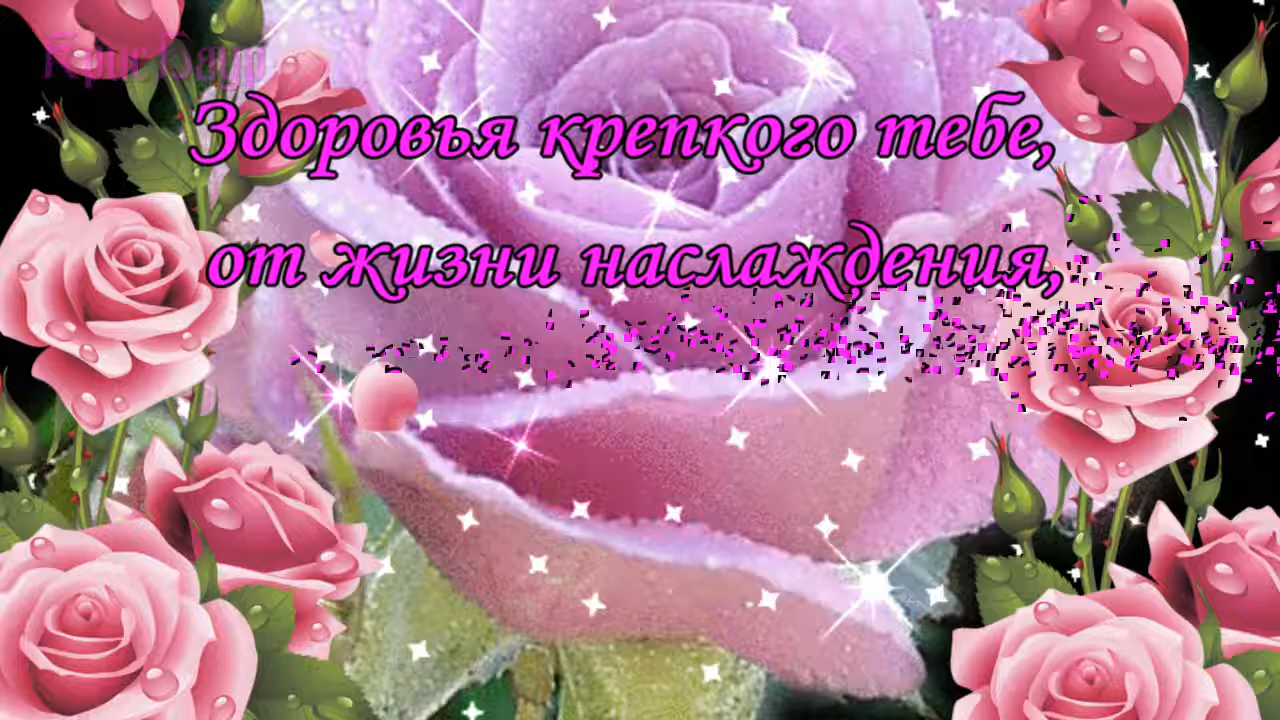 Здоровья крепкого тебе,
от жизни наслаждения,